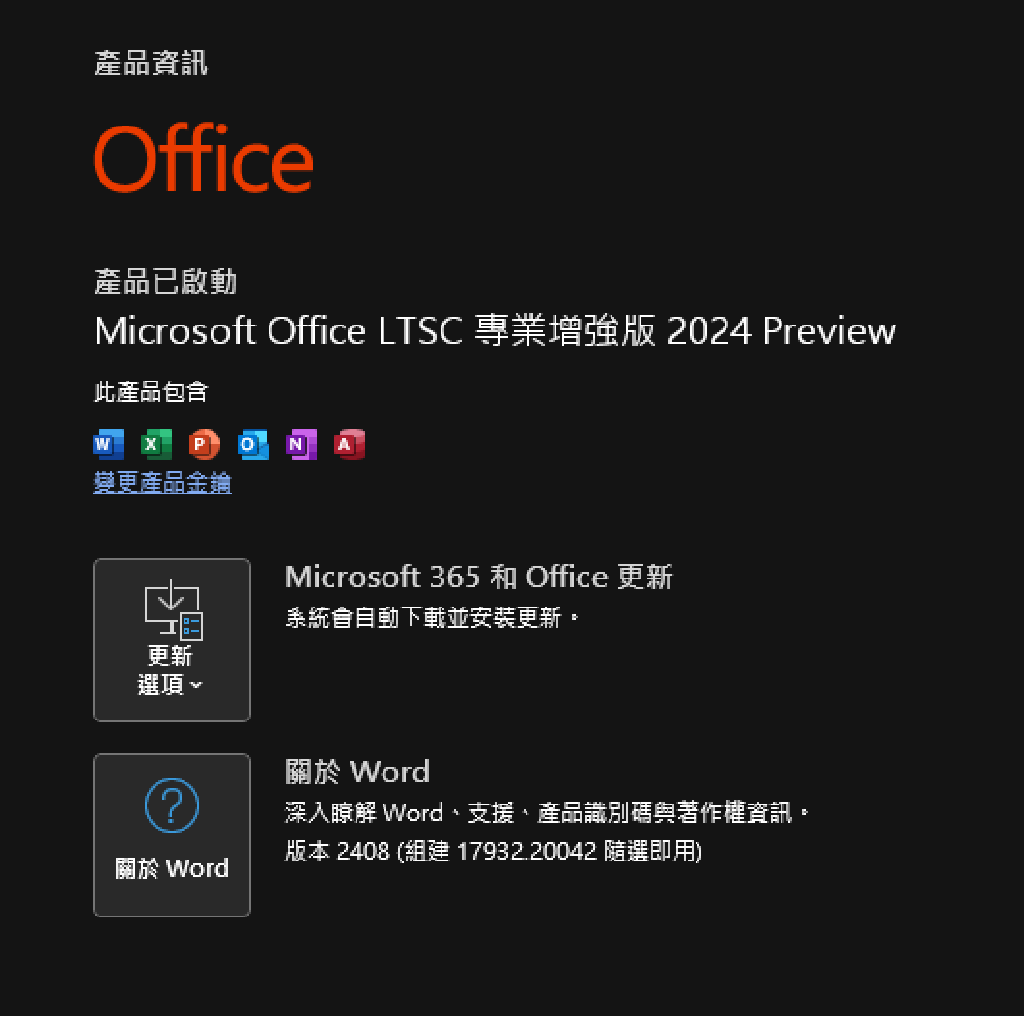 產品資訊
Office
產品已啟動
Microsoft Office LTSC 專業增強版 2024 Preview
此產品包含
W X P O N A
變更產品金鑰
更新
選項
Microsoft 365 和 Office 更新
系統會自動下載並安裝更新。
關於 Word
關於 Word
深入瞭解 Word、支援、產品識別碼與著作權資訊。
版本 2408 (組建 17932.20042 隨選即用)